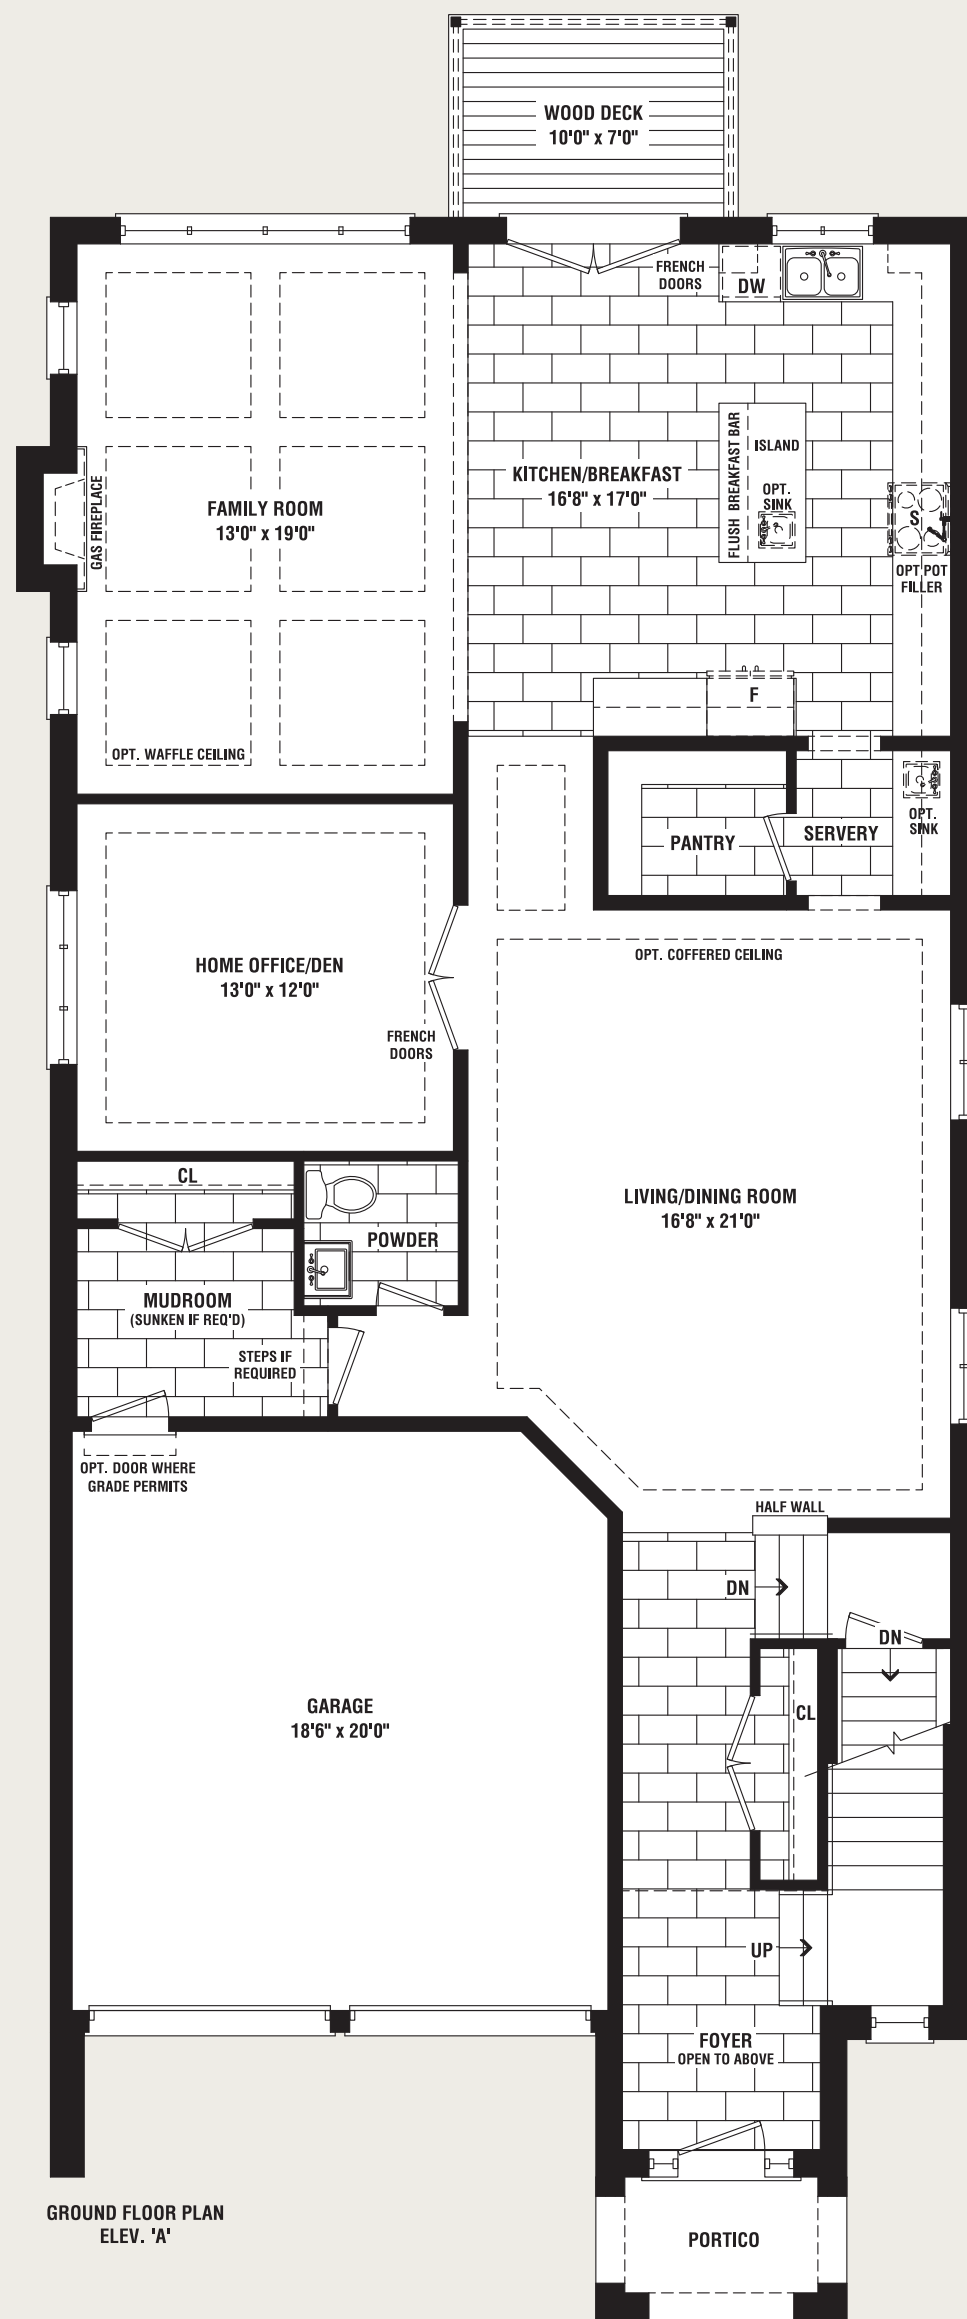 WOOD DECK
10'0" x 7'0"
FRENCH
DOORS
DW
FLUSH BREAKFAST BAR
ISLAND
OPT.
SINK
KITCHEN/BREAKFAST
16'8" x 17'0"
S
OPT POT
FILLER
GAS FIREPLACE
FAMILY ROOM
13'0" x 19'0"
F
OPT. WAFFLE CEILING
PANTRY
SERVERY
OPT.
SINK
OPT. COFFERED CEILING
HOME OFFICE/DEN
13'0" x 12'0"
FRENCH
DOORS
CL
POWDER
LIVING/DINING ROOM
16'8" x 21'0"
MUDROOM
(SUNKEN IF REQ'D)
STEPS IF
REQUIRED
OPT. DOOR WHERE
GRADE PERMITS
HALF WALL
DN
DN
CL
GARAGE
18'6" x 20'0"
UP
FOYER
OPEN TO ABOVE
GROUND FLOOR PLAN
ELEV. 'A'
PORTICO